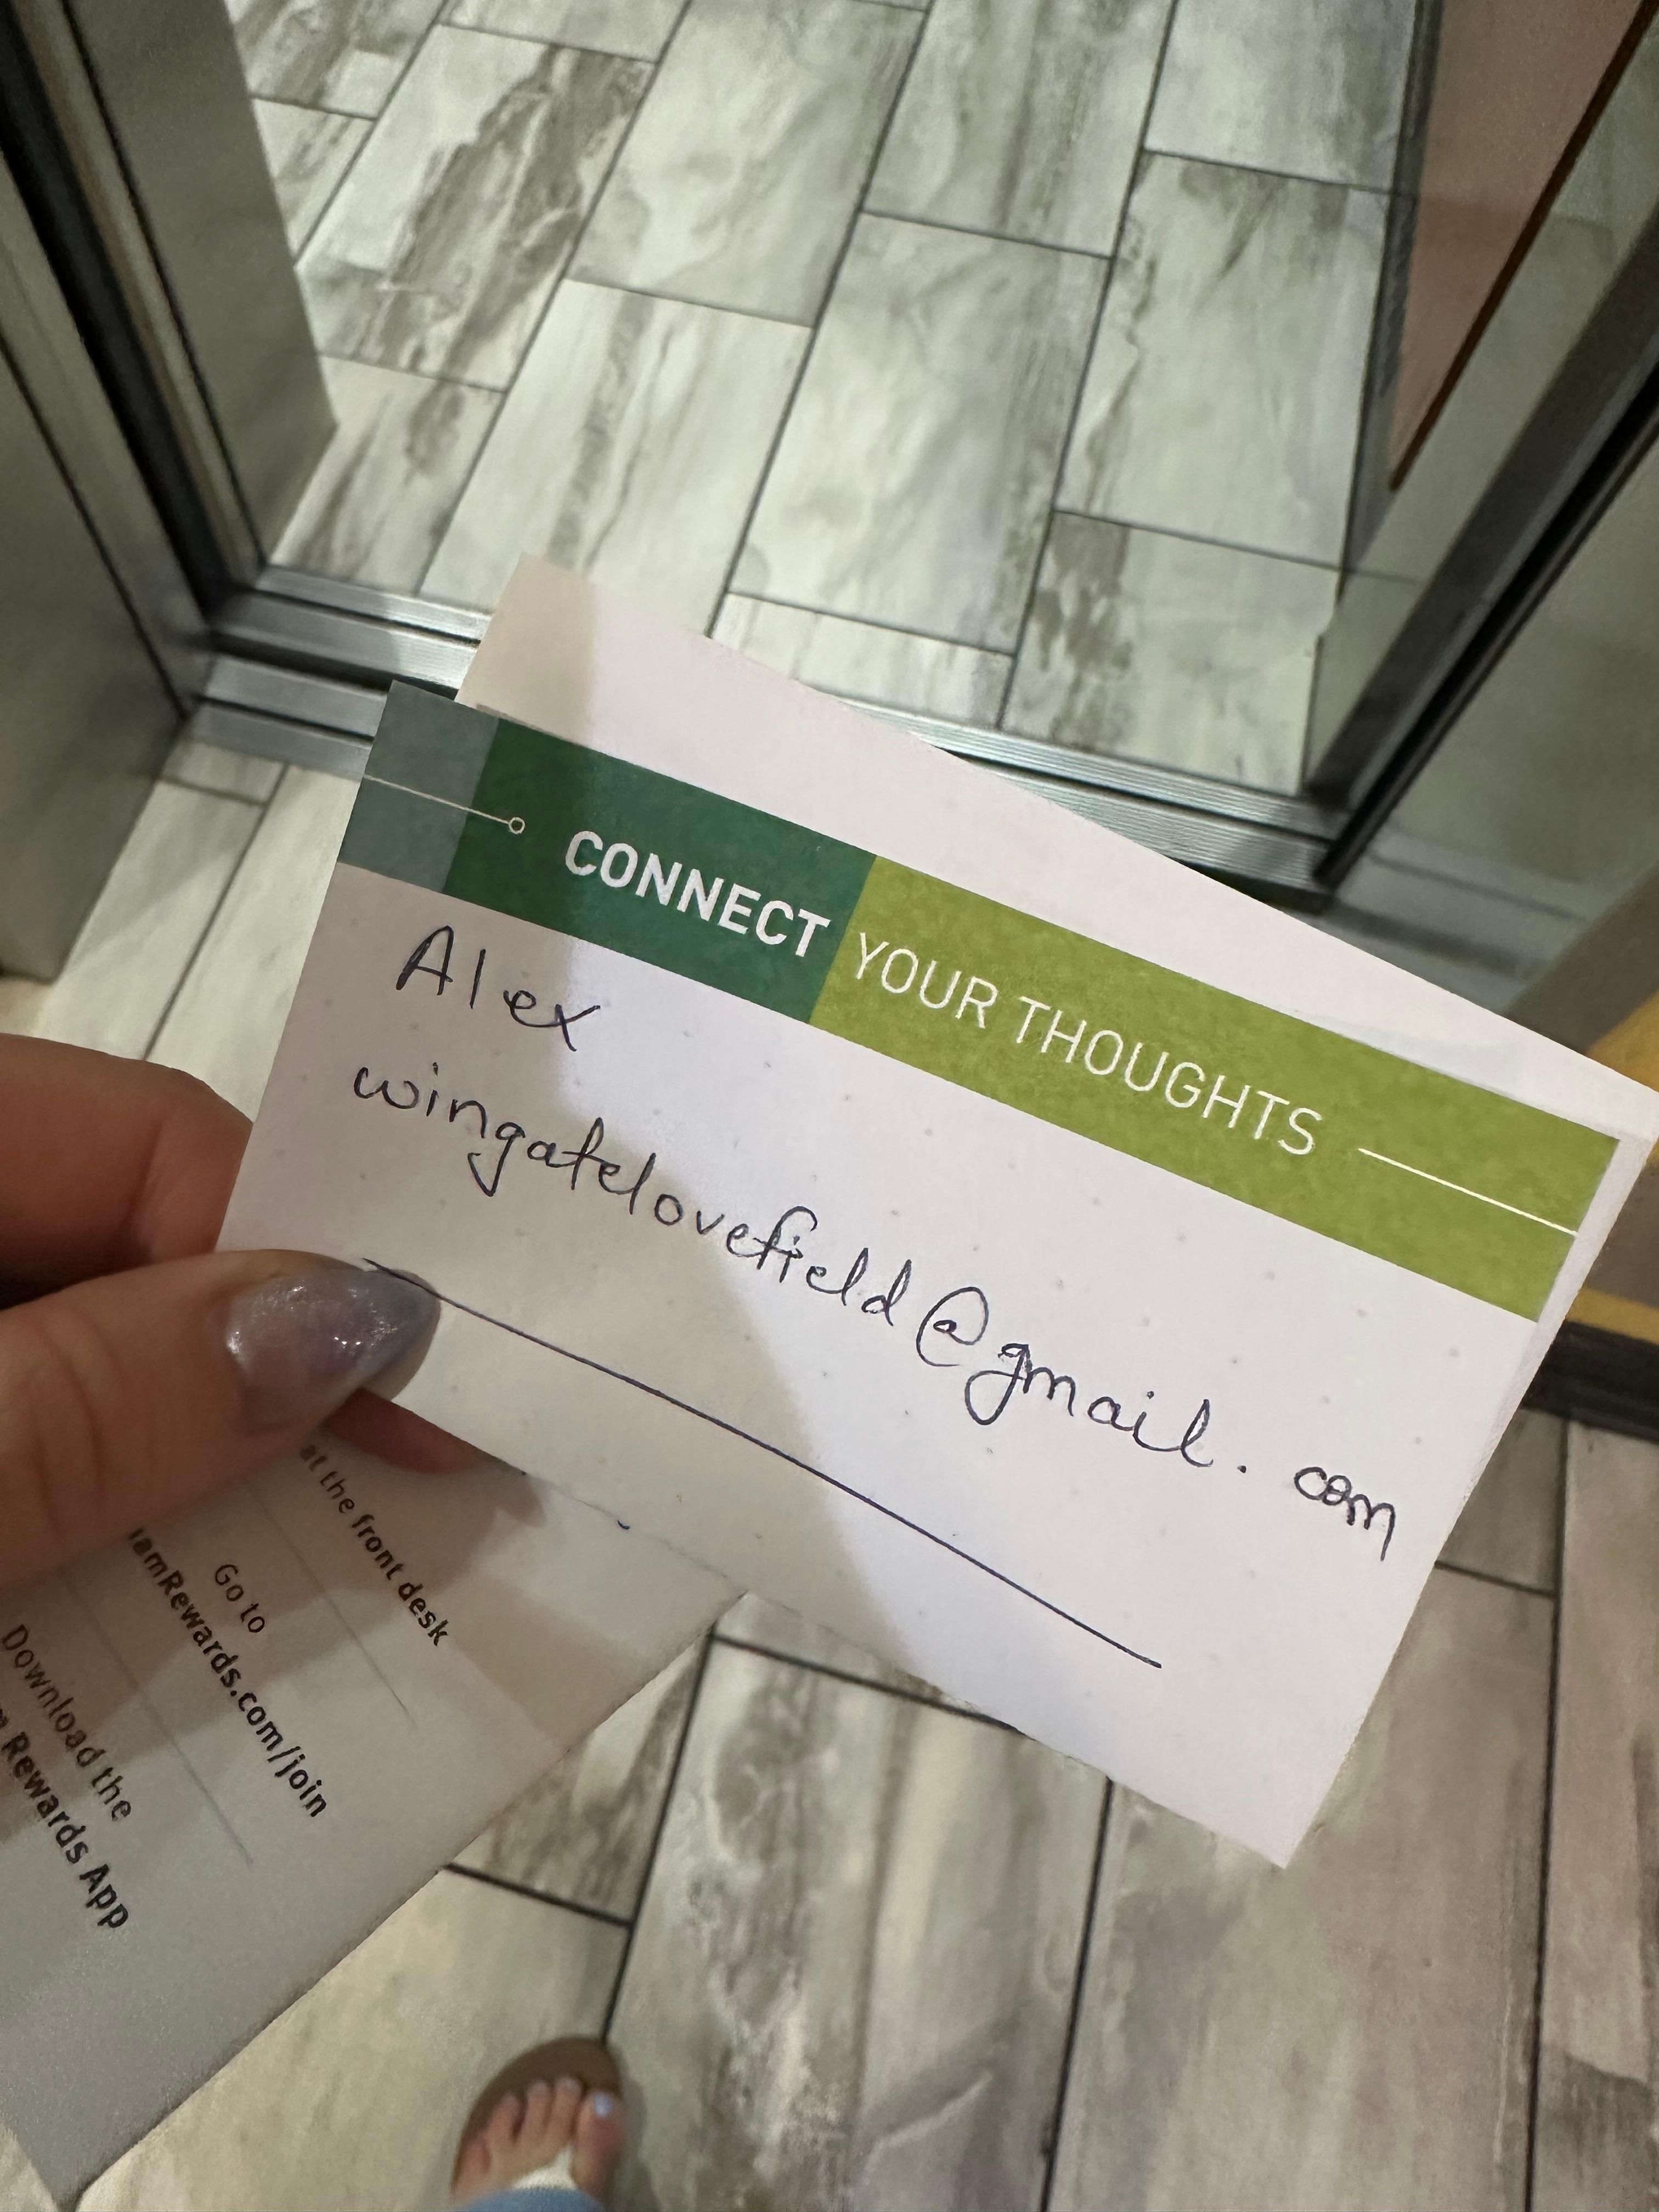 CONNECT YOUR THOUGHTS
Alex
wingatelovefield@gmail.com
at the front desk
Go to
amRewards.com/join
Download the
Rewards App